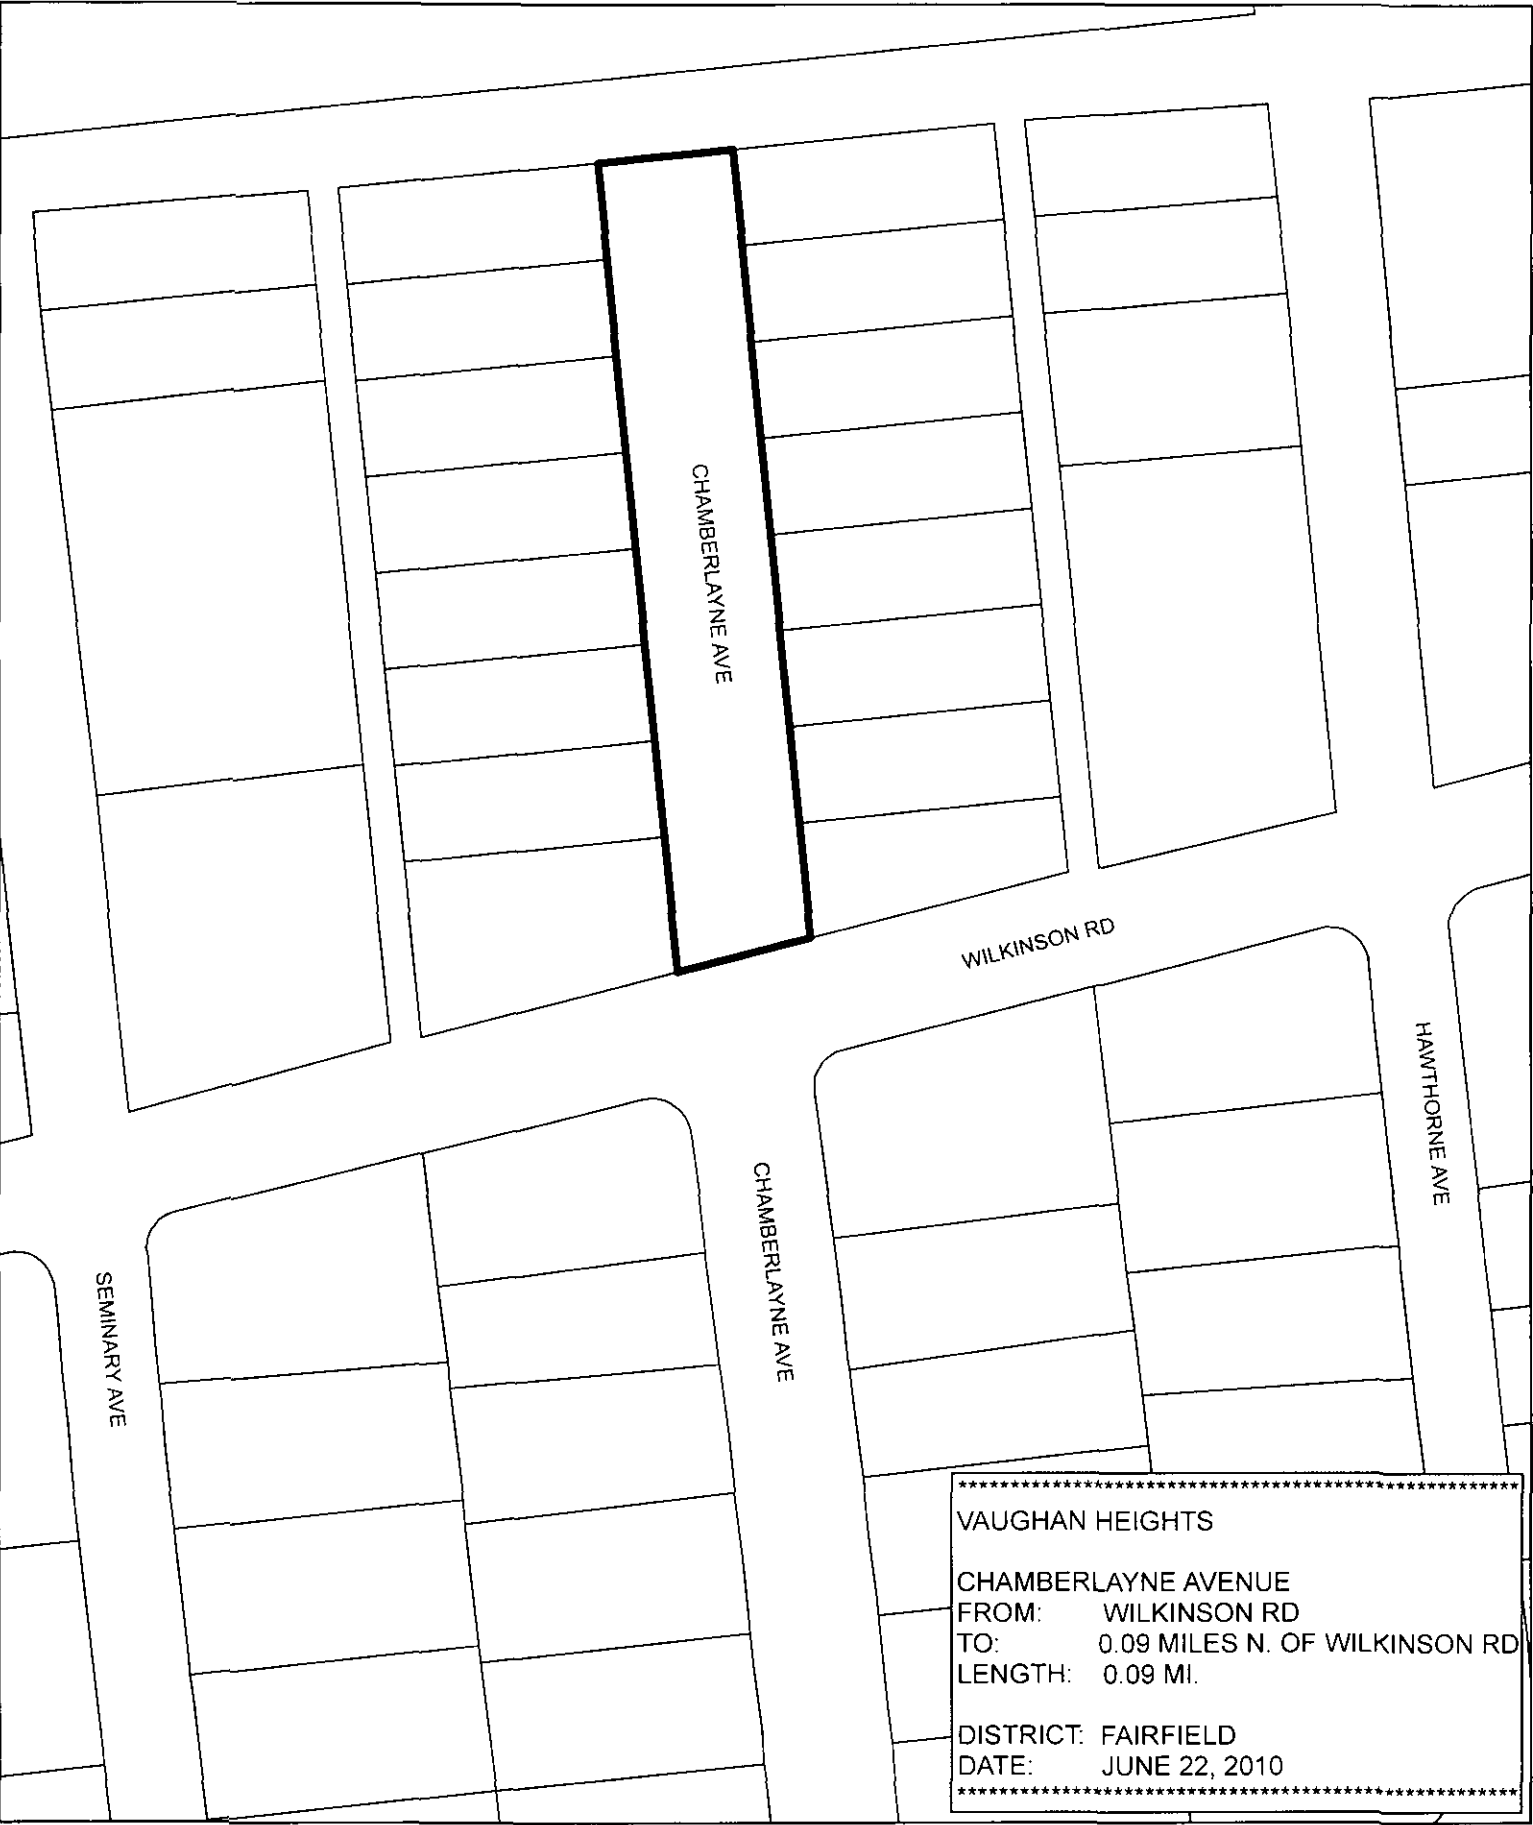 CHAMBERLAYNE AVE
WILKINSON RD
HAWTHORNE AVE
CHAMBERLAYNE AVE
SEMINARY AVE
VAUGHAN HEIGHTS
CHAMBERLAYNE AVENUE
FROM: WILKINSON RD
TO: 0.09 MILES N. OF WILKINSON RD
LENGTH: 0.09 MI.
DISTRICT: FAIRFIELD
DATE: JUNE 22, 2010